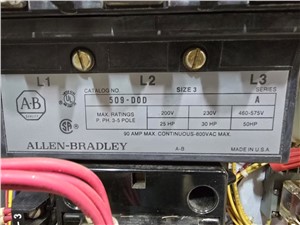 L1 L2 L3
CATALOG NO. SIZE 3 SERIES
509-DOD A
MAX. RATINGS 200V 230V 460-575V
P. PH. 3-5 POLE 25 HP 30 HP 50HP
90 AMP MAX. CONTINUOUS-600VAC MAX.
ALLEN-BRADLEY A-B MADE IN U.S.A.
A-B
QUALITY